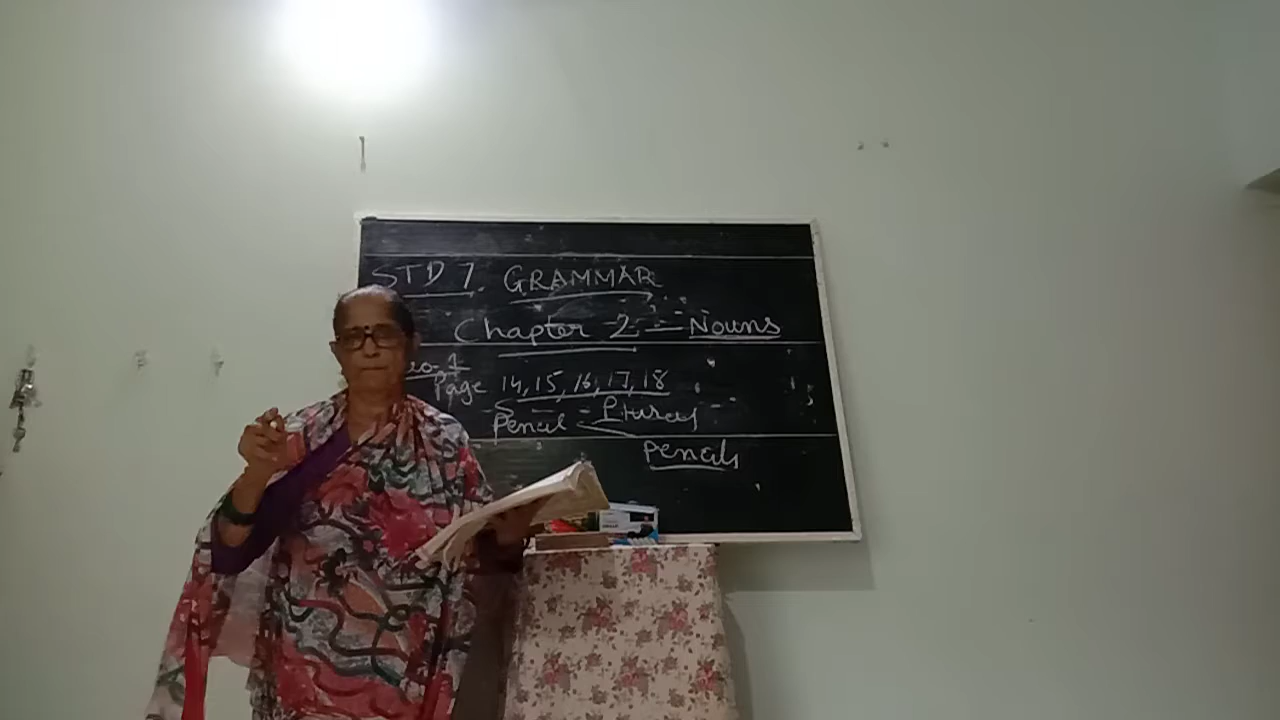 STD 7. GRAMMAR
Chapter 2 - Nouns
Page 14, 15, 16, 17, 18
S - - Plural
Pencil
Pencils